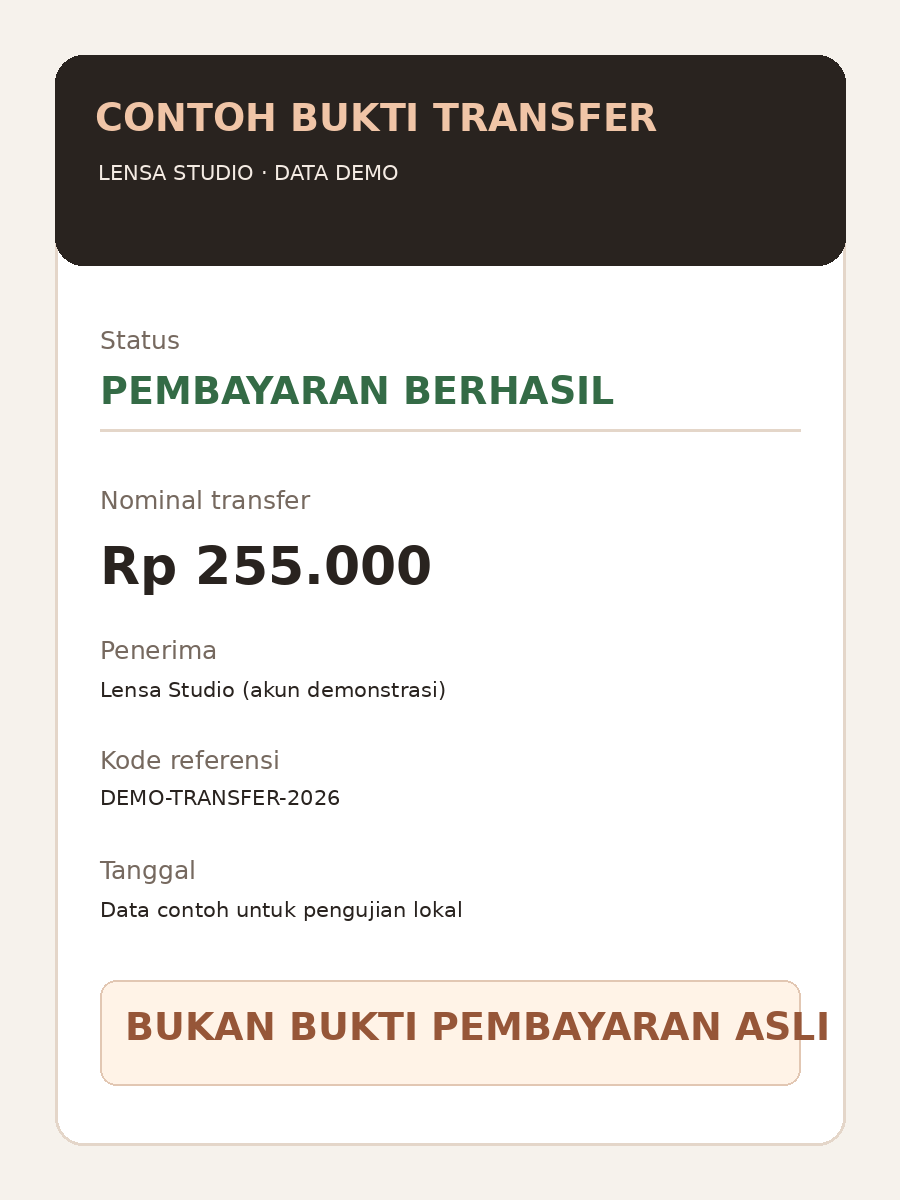 CONTOH BUKTI TRANSFER
LENSA STUDIO · DATA DEMO
Status
PEMBAYARAN BERHASIL
Nominal transfer
Rp 255.000
Penerima
Lensa Studio (akun demonstrasi)
Kode referensi
DEMO-TRANSFER-2026
Tanggal
Data contoh untuk pengujian lokal
BUKAN BUKTI PEMBAYARAN ASLI